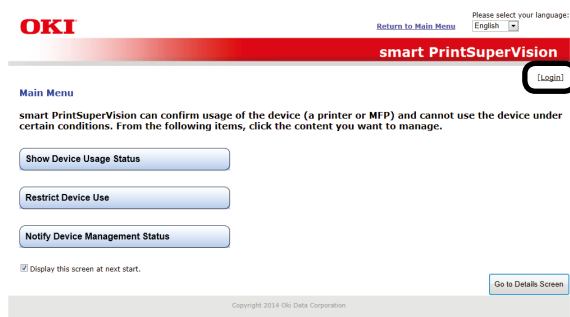 OKI
Return to Main Menu
Please select your language:
English
smart PrintSuperVision
[Login]
Main Menu
smart PrintSuperVision can confirm usage of the device (a printer or MFP) and cannot use the device under
certain conditions. From the following items, click the content you want to manage.
Show Device Usage Status
Restrict Device Use
Notify Device Management Status
Display this screen at next start.
Go to Details Screen
Copyright 2014 Oki Data Corporation